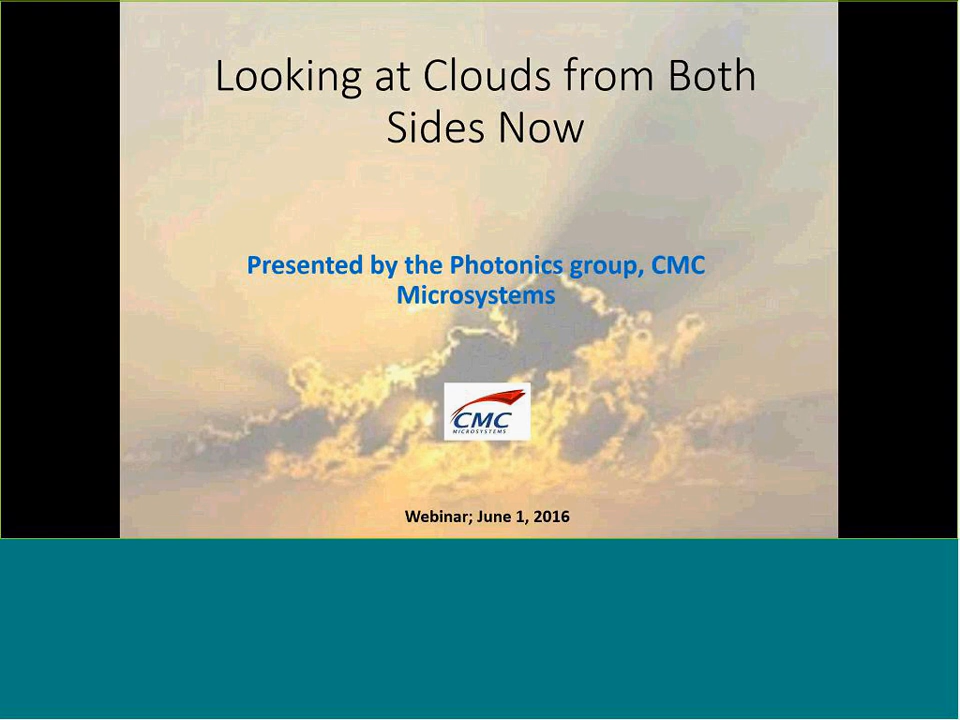 Looking at Clouds from Both
Sides Now
Presented by the Photonics group, CMC
Microsystems
CMC
MICROSYSTEMS
Webinar; June 1, 2016